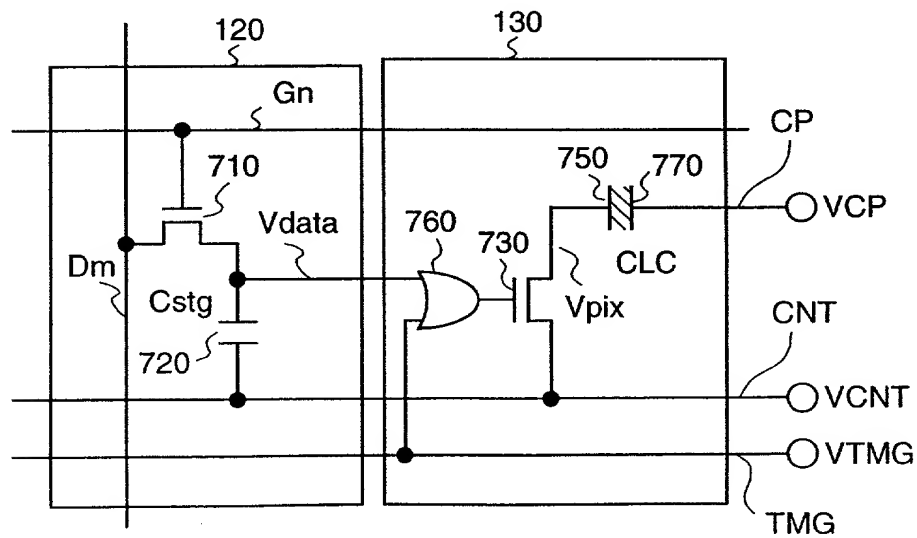 120
130
Gn
CP
710
750
770
VCP
Vdata
760
730
CLC
Dm
Cstg
Vpix
CNT
720
VCNT
VTMG
TMG